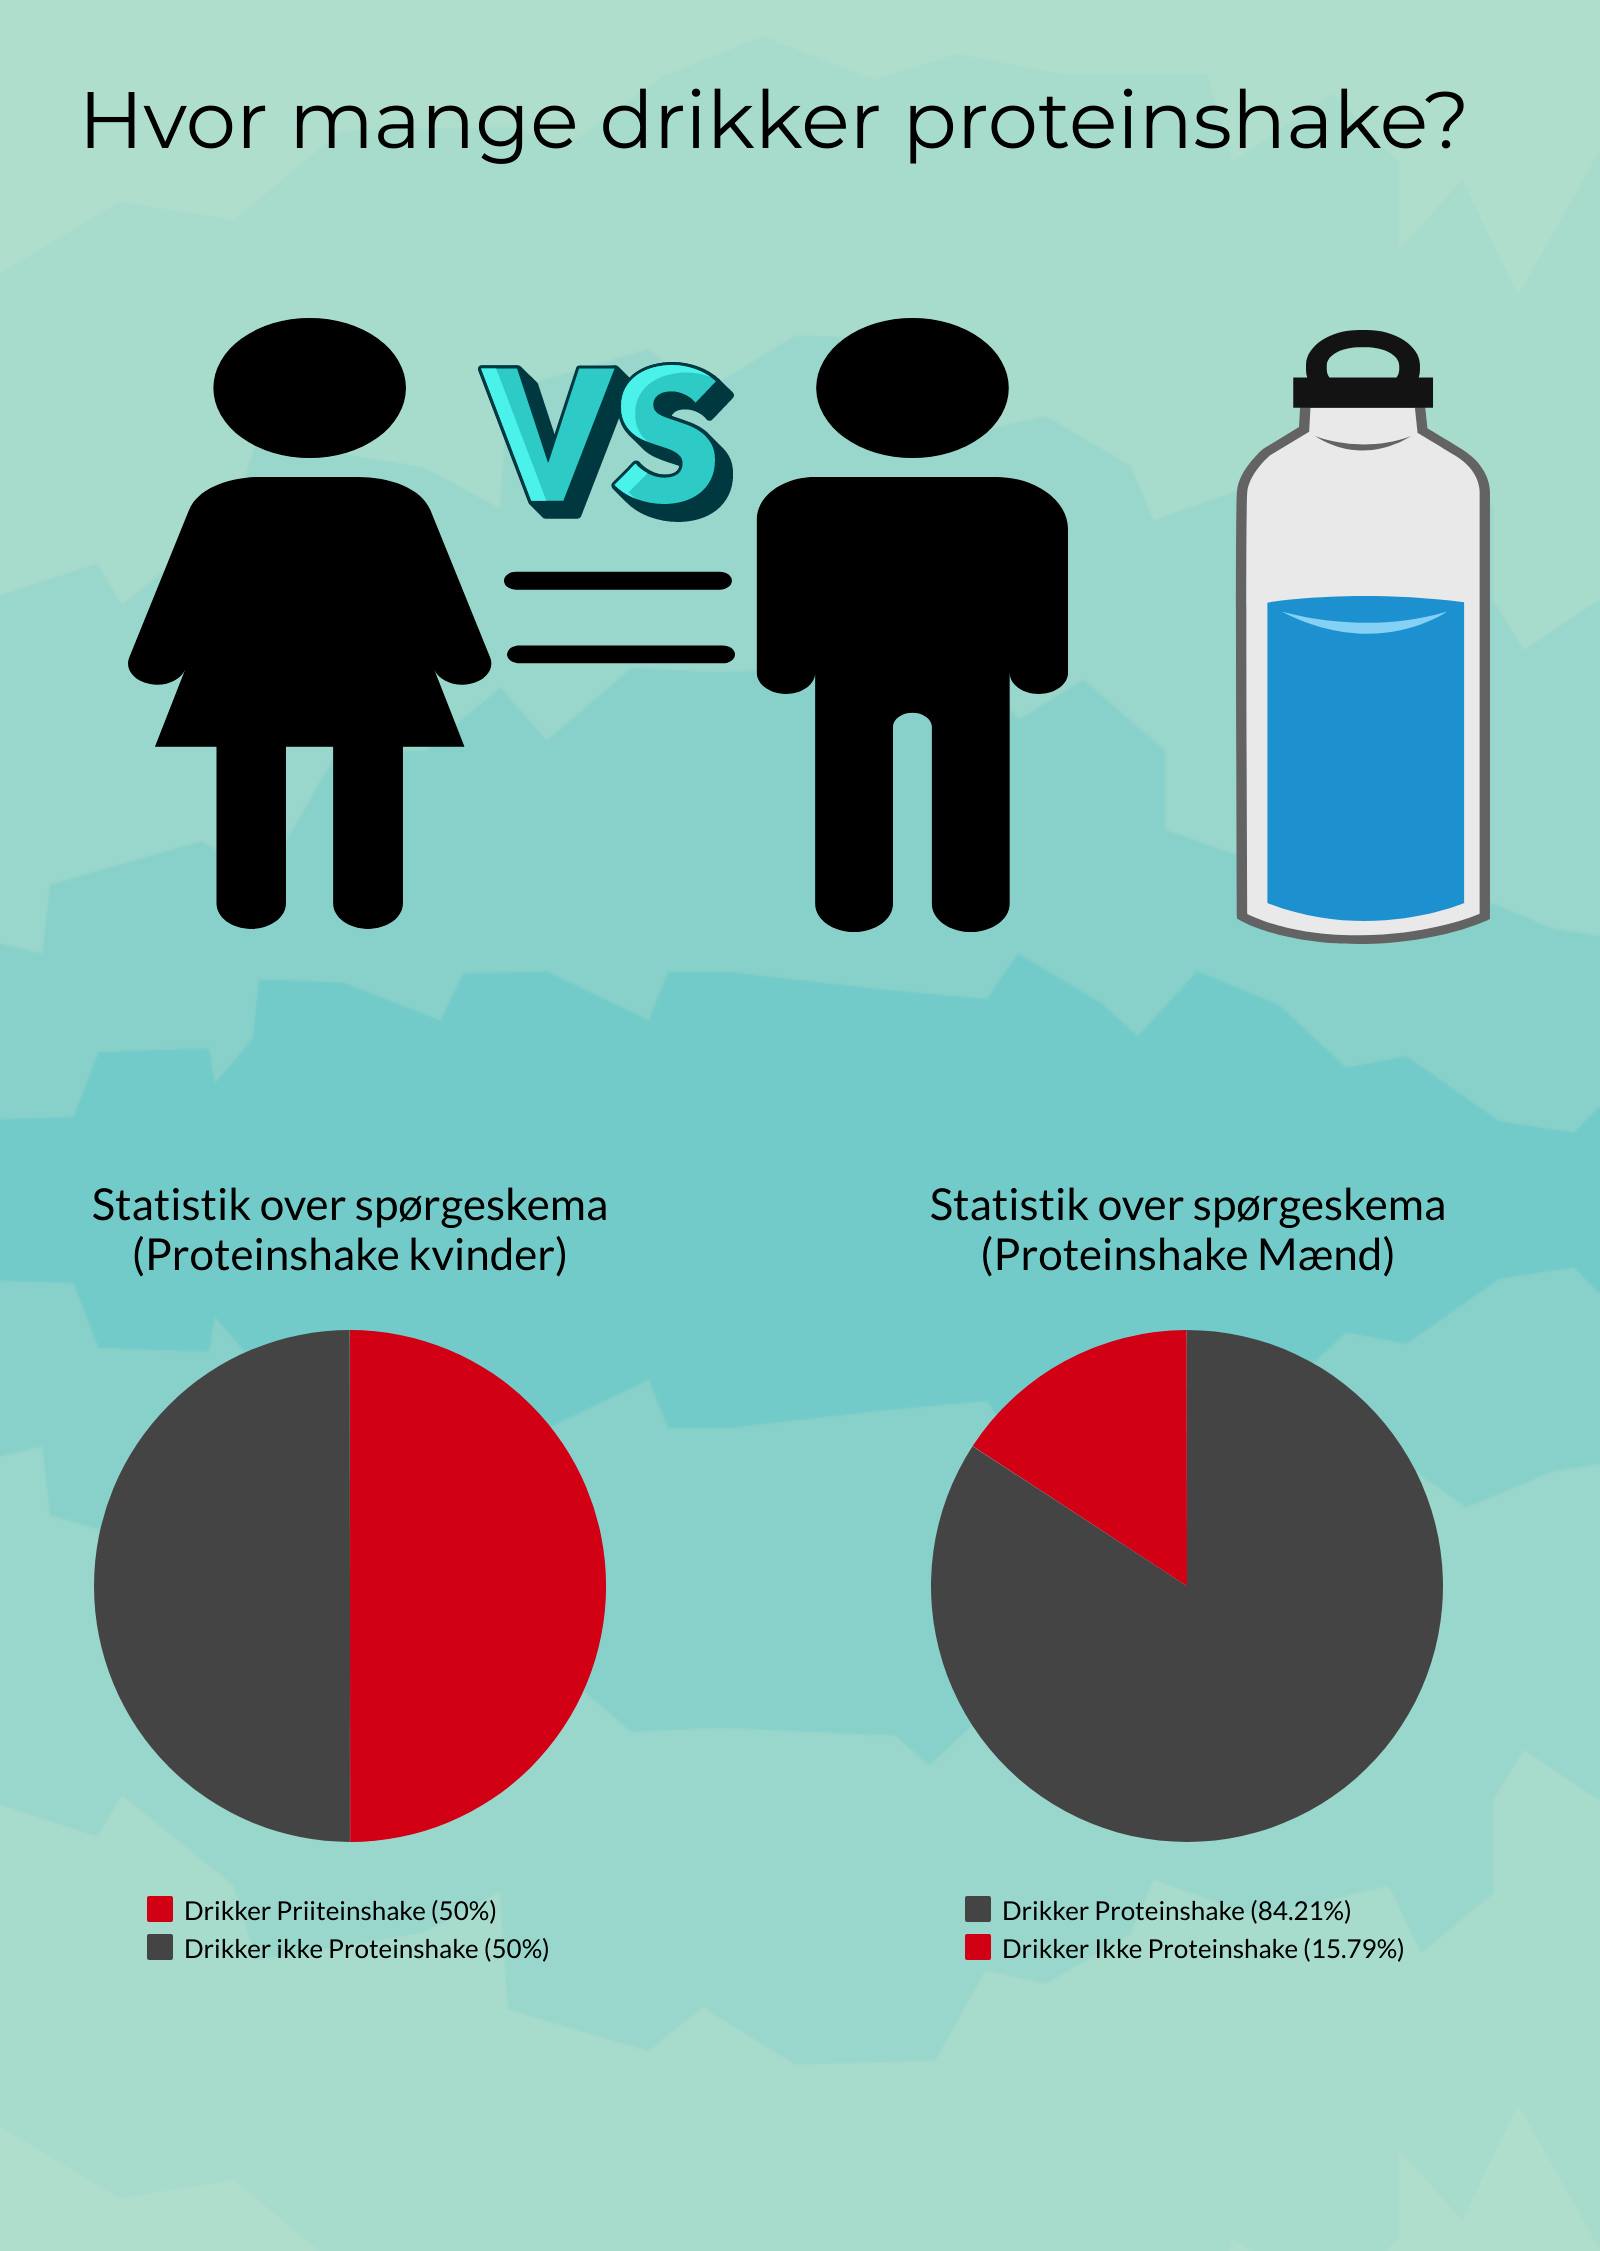 Hvor mange drikker proteinshake?
VS
Statistik over spørgeskema
(Proteinshake kvinder)
Drikker Priiteinshake (50%)
Drikker ikke Proteinshake (50%)
Statistik over spørgeskema
(Proteinshake Mænd)
Drikker Proteinshake (84.21%)
Drikker Ikke Proteinshake (15.79%)